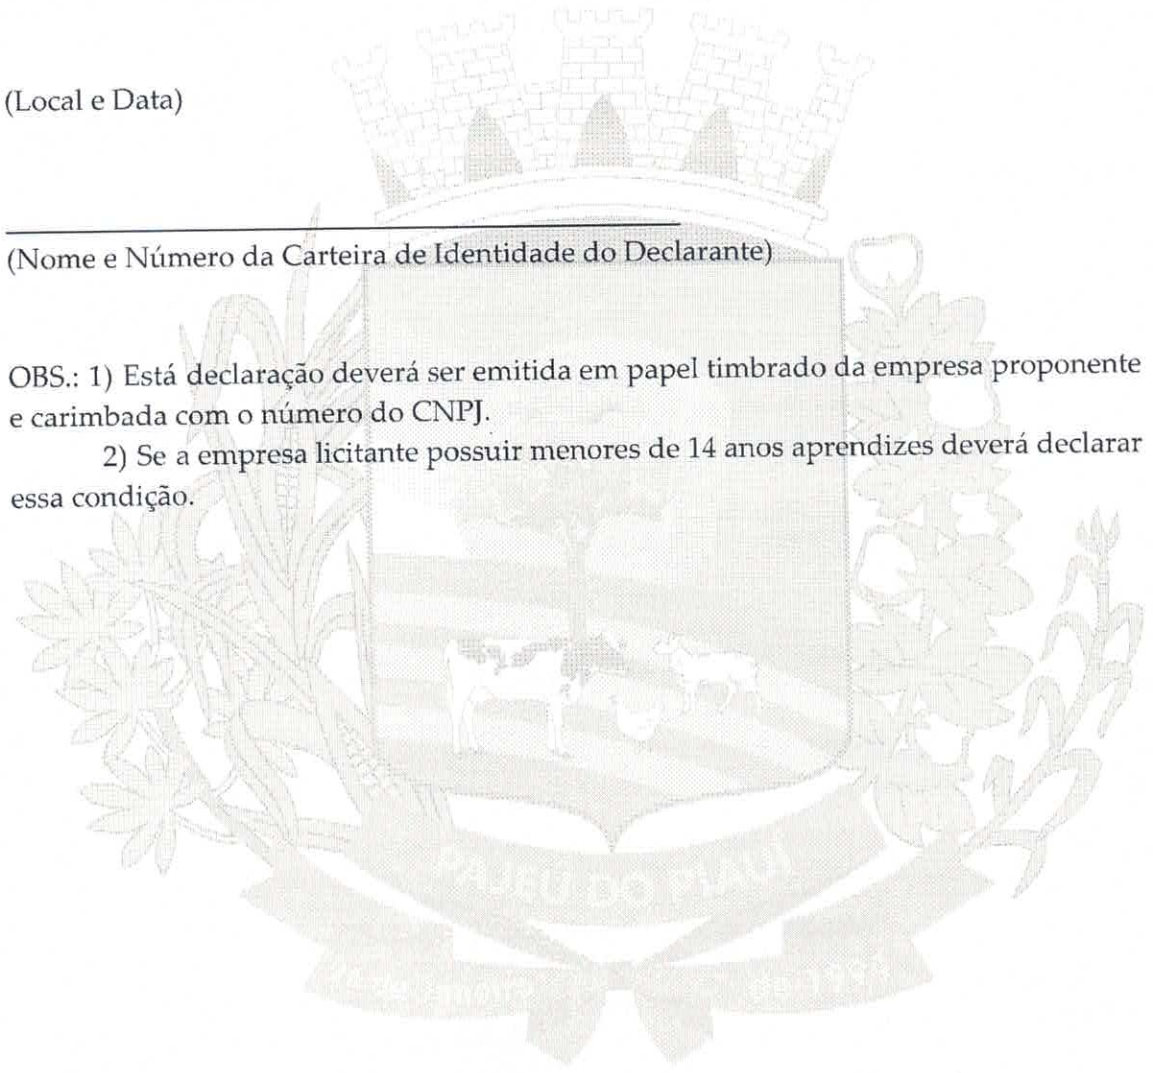 (Local e Data)
(Nome e Número da Carteira de Identidade do Declarante)
OBS.: 1) Está declaração deverá ser emitida em papel timbrado da empresa proponente
e carimbada com o número do CNPJ.
2) Se a empresa licitante possuir menores de 14 anos aprendizes deverá declarar
essa condição.
PAJEÚ DO PIAUÍ